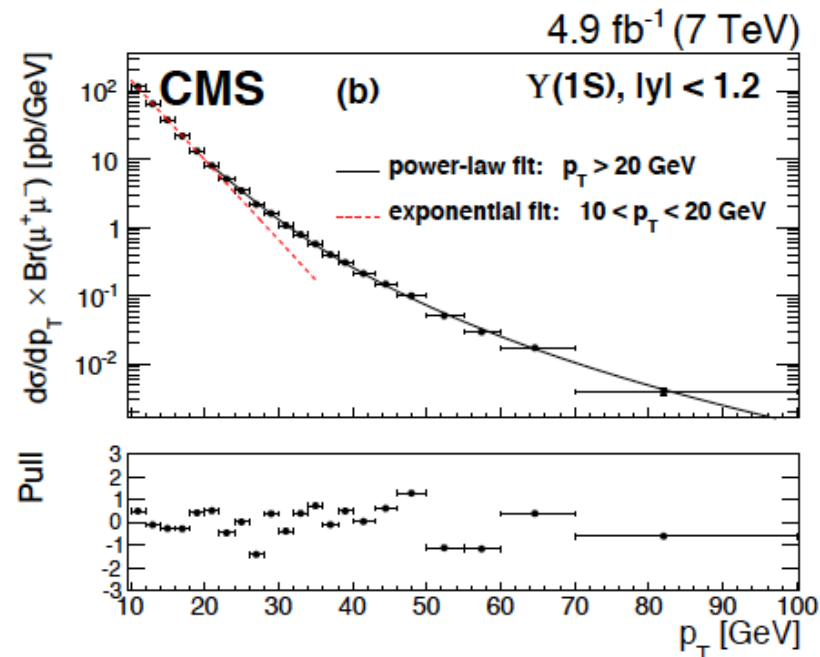 4.9 fb⁻¹ (7 TeV)
CMS (b) Υ(1S), |y| < 1.2
power-law fit: p_T > 20 GeV
exponential fit: 10 < p_T < 20 GeV
dσ/dp_T × Br(μ⁺μ⁻) [pb/GeV]
10²
10
1
10⁻¹
10⁻²
Pull
3
2
1
0
-1
-2
-3
10 20 30 40 50 60 70 80 90 100
p_T [GeV]